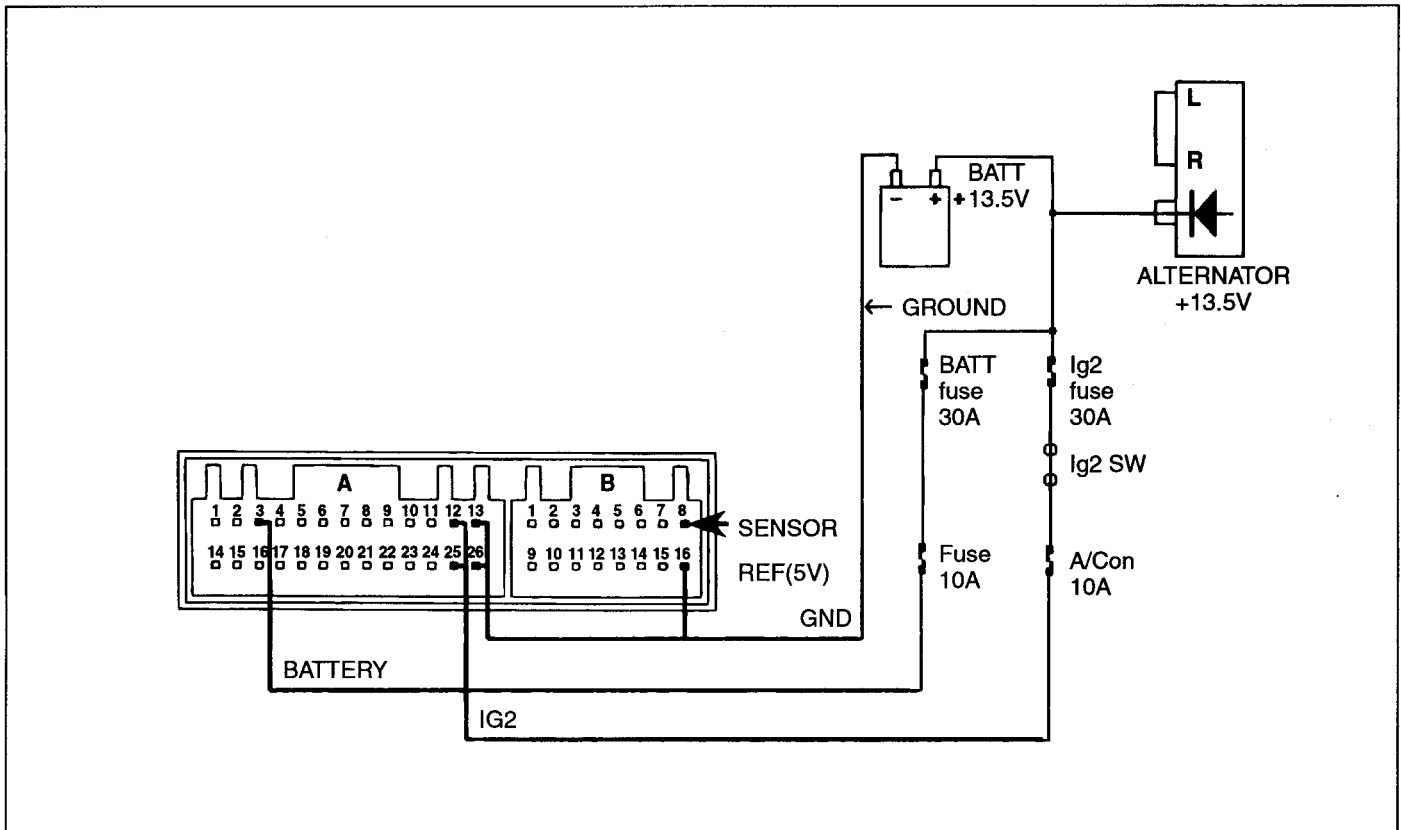 L
R
BATT
+13.5V
- +
ALTERNATOR
+13.5V
← GROUND
BATT
fuse
30A
Ig2
fuse
30A
Ig2 SW
A
B
1 2 3 4 5 6 7 8 9 10 11 12 13
1 2 3 4 5 6 7 8
SENSOR
14 15 16 17 18 19 20 21 22 23 24 25 26
9 10 11 12 13 14 15 16
REF(5V)
Fuse
10A
A/Con
10A
GND
BATTERY
IG2